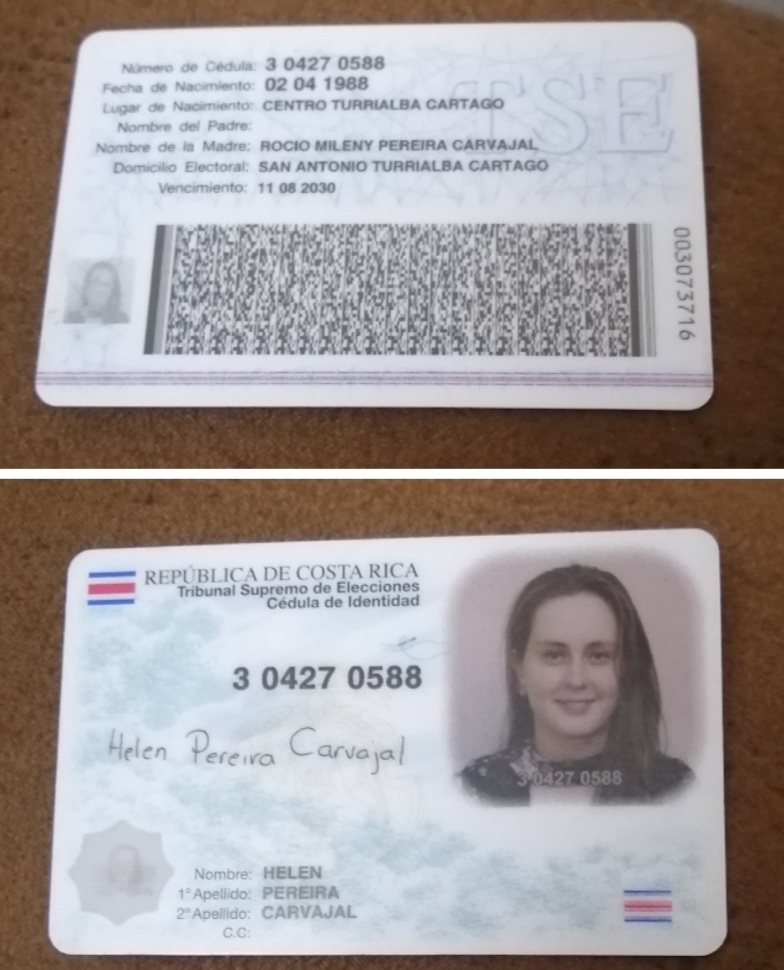 TSE
Número de Cédula: 3 0427 0588
Fecha de Nacimiento: 02 04 1988
Lugar de Nacimiento: CENTRO TURRIALBA CARTAGO
Nombre del Padre:
Nombre de la Madre: ROCIO MILENY PEREIRA CARVAJAL
Domicilio Electoral: SAN ANTONIO TURRIALBA CARTAGO
Vencimiento: 11 08 2030
003073716
REPÚBLICA DE COSTA RICA
Tribunal Supremo de Elecciones
Cédula de Identidad
3 0427 0588
Helen Pereira Carvajal
3 0427 0588
Nombre: HELEN
1°Apellido: PEREIRA
2°Apellido: CARVAJAL
C.C: